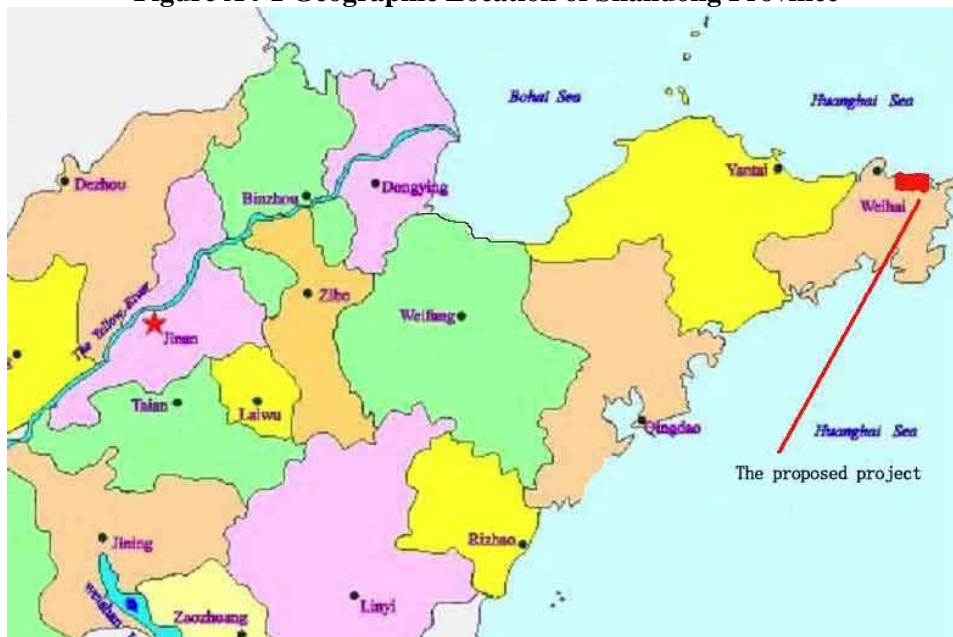 Bohai Sea
Huanghai Sea
Dezhou
Dongying
Binzhou
Yantai
Weihai
Zibo
The Yellow River
Jinan
Weifang
Taian
Laiwu
Qingdao
Huanghai Sea
The proposed project
Jining
Rizhao
Linyi
weishan
Zaozhuang